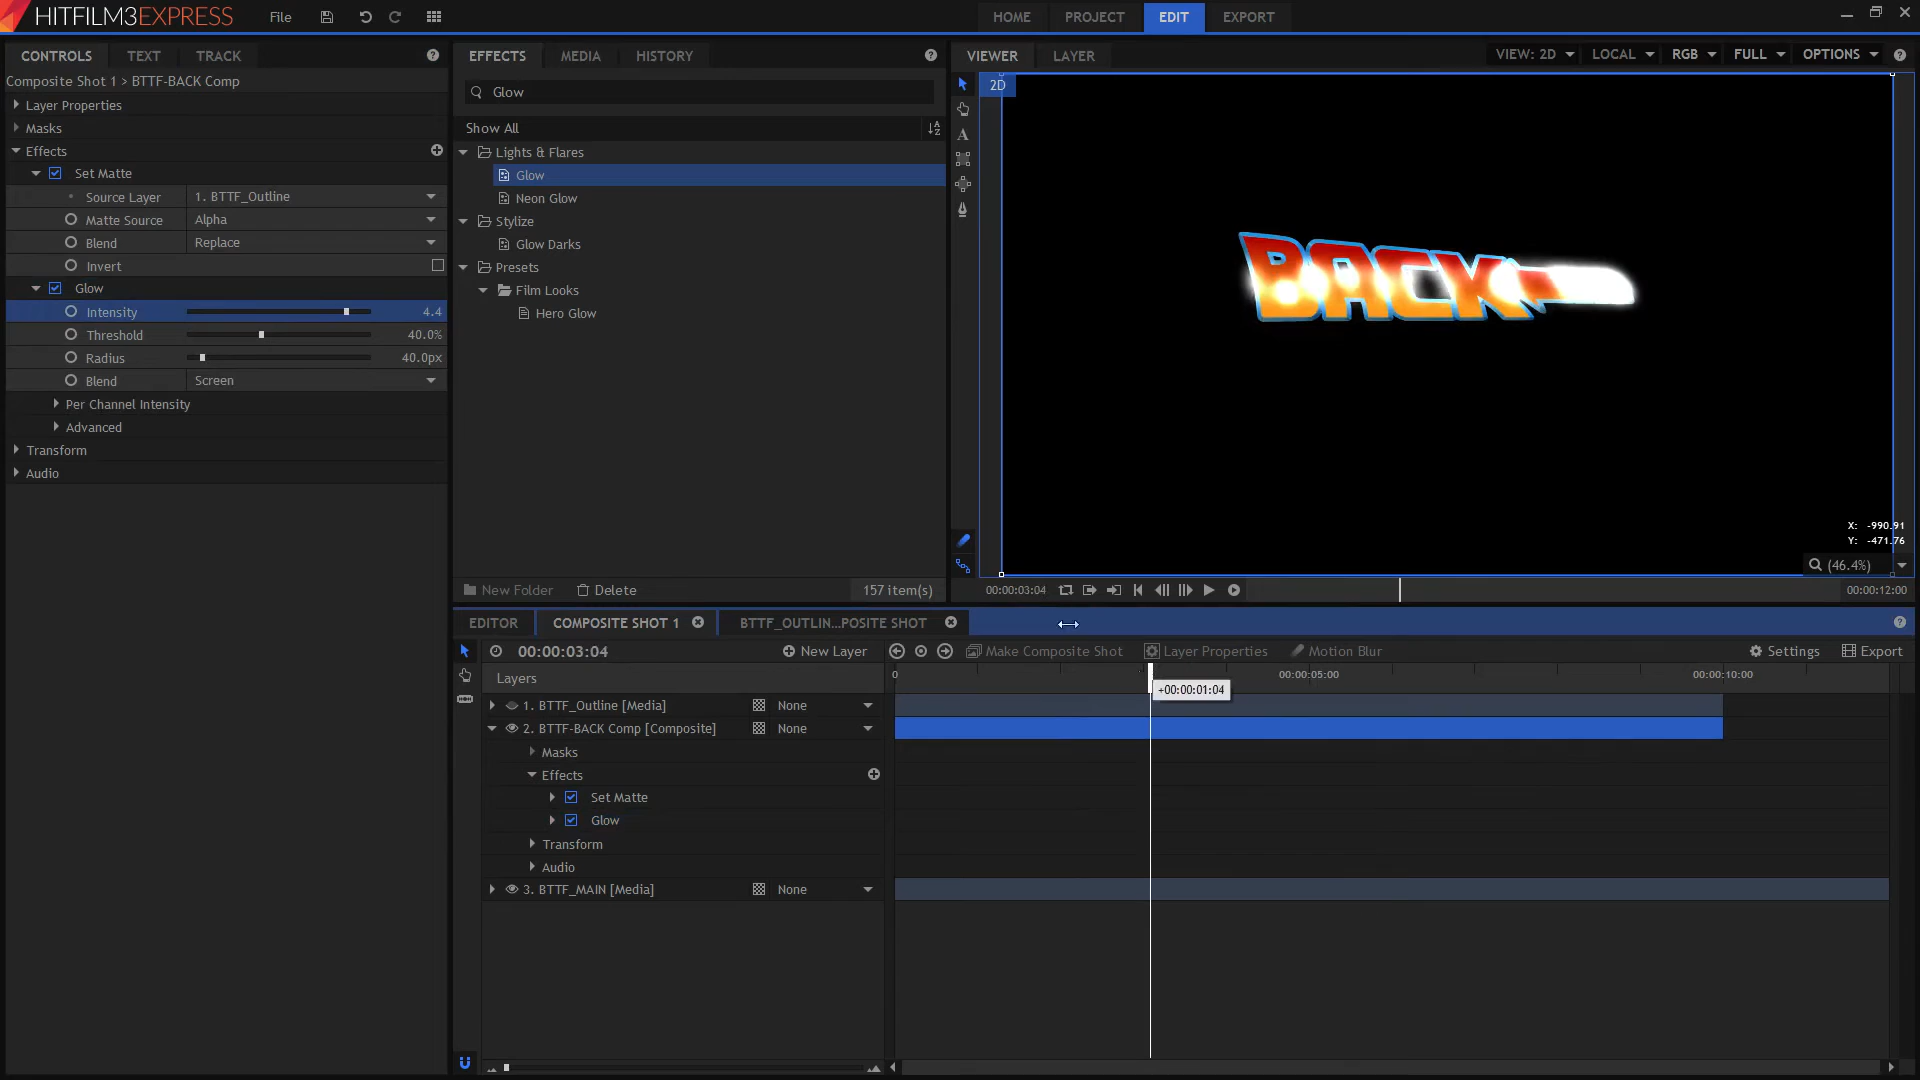 HITFILM3EXPRESS
File
HOME
PROJECT
EDIT
EXPORT
CONTROLS
TEXT
TRACK
Composite Shot 1 > BTTF-BACK Comp
Layer Properties
Masks
Effects
Set Matte
Source Layer
1. BTTF_Outline
Matte Source
Alpha
Blend
Replace
Invert
Glow
Intensity
4.4
Threshold
40.0%
Radius
40.0px
Blend
Screen
Per Channel Intensity
Advanced
Transform
Audio
EFFECTS
MEDIA
HISTORY
Glow
Show All
Lights & Flares
Glow
Neon Glow
Stylize
Glow Darks
Presets
Film Looks
Hero Glow
New Folder
Delete
157 item(s)
VIEWER
LAYER
VIEW: 2D
LOCAL
RGB
FULL
OPTIONS
2D
BACK
X: -990.91
Y: -471.76
(46.4%)
00:00:03:04
00:00:12:00
EDITOR
COMPOSITE SHOT 1
BTTF_OUTLIN...POSITE SHOT
00:00:03:04
New Layer
Make Composite Shot
Layer Properties
Motion Blur
Settings
Export
Layers
0
00:00:05:00
00:00:10:00
+00:00:01:04
1. BTTF_Outline [Media]
None
2. BTTF-BACK Comp [Composite]
None
Masks
Effects
Set Matte
Glow
Transform
Audio
3. BTTF_MAIN [Media]
None